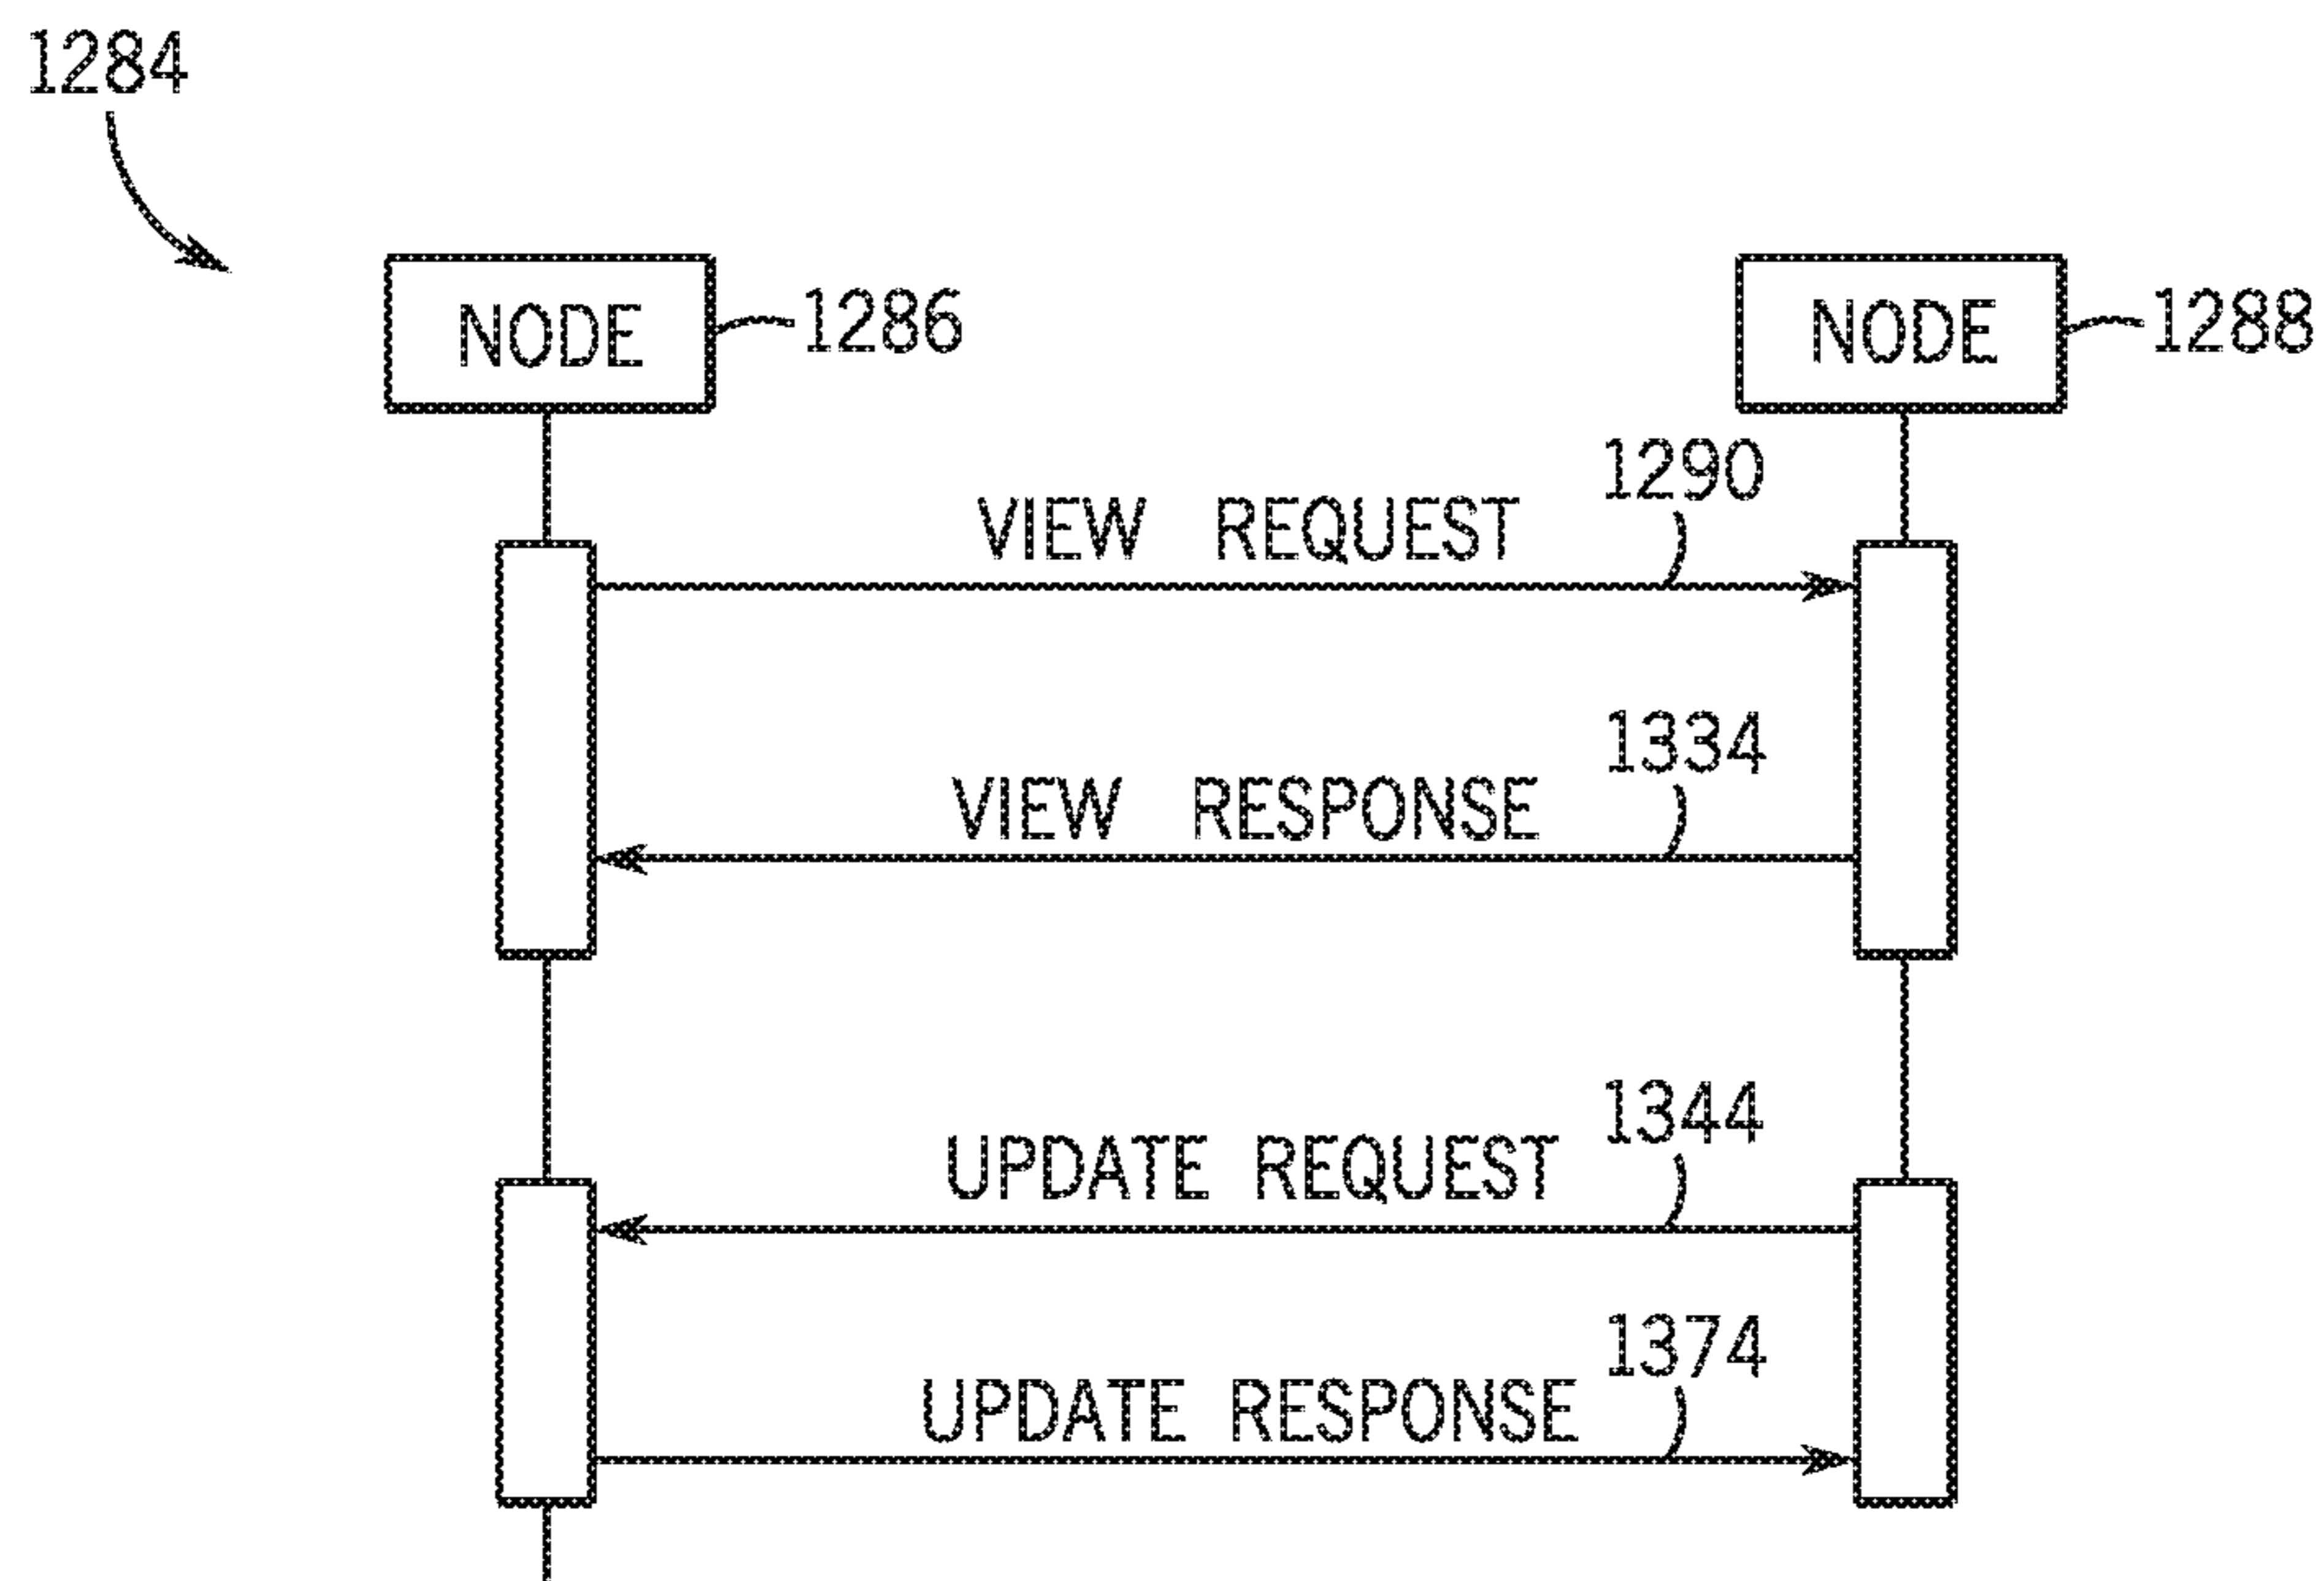 1284
NODE 1286
NODE 1288
1290
VIEW REQUEST
1334
VIEW RESPONSE
1344
UPDATE REQUEST
1374
UPDATE RESPONSE